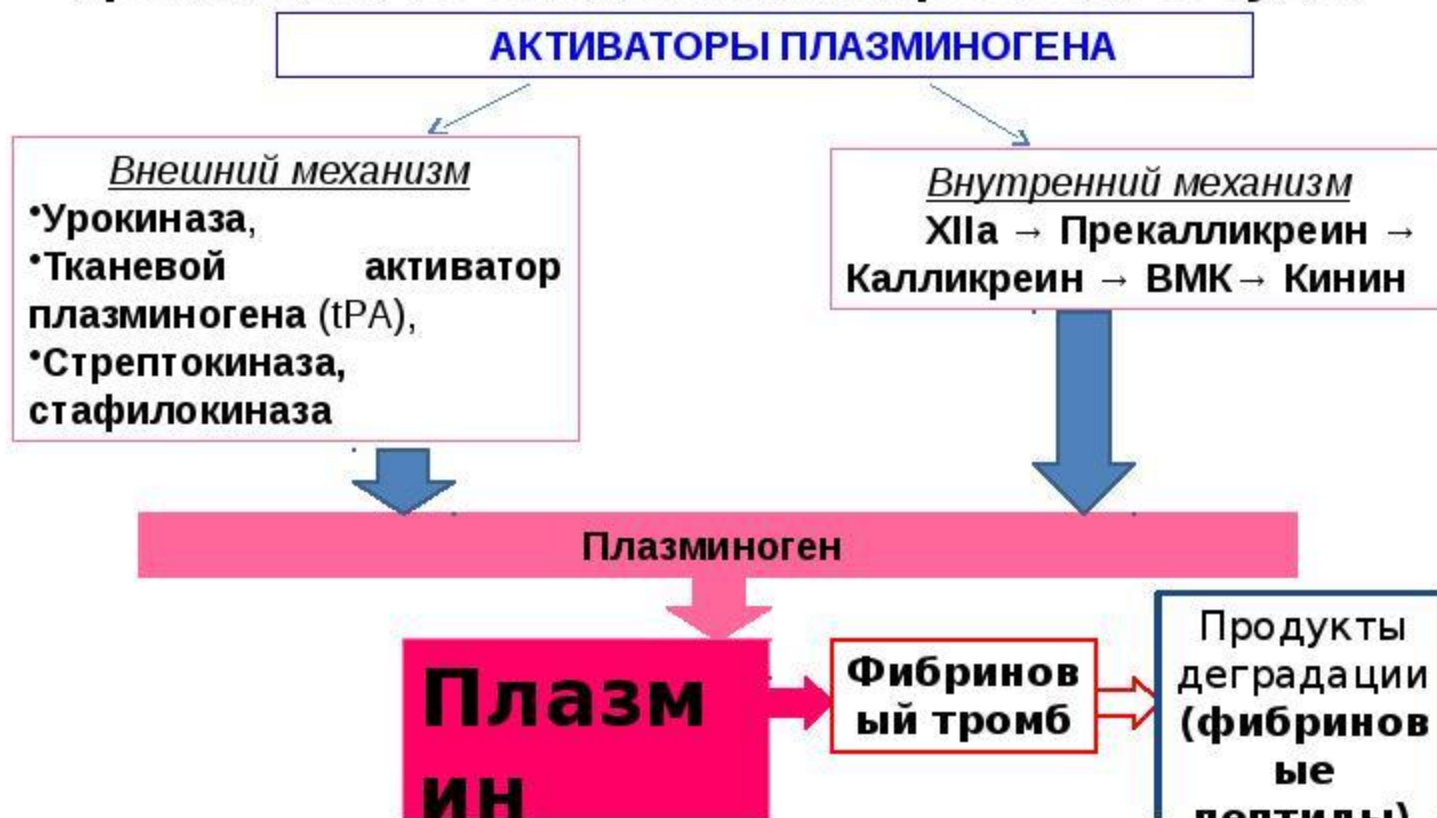 АКТИВАТОРЫ ПЛАЗМИНОГЕНА
Внешний механизм
•Урокиназа,
•Тканевой активатор
плазминогена (tPA),
•Стрептокиназа,
стафилокиназа
Внутренний механизм
XIIa → Прекалликреин →
Калликреин → ВМК→ Кинин
Плазминоген
Плазм
ин
Фибринов
ый тромб
Продукты
деградации
(фибринов
ые
пептиды)